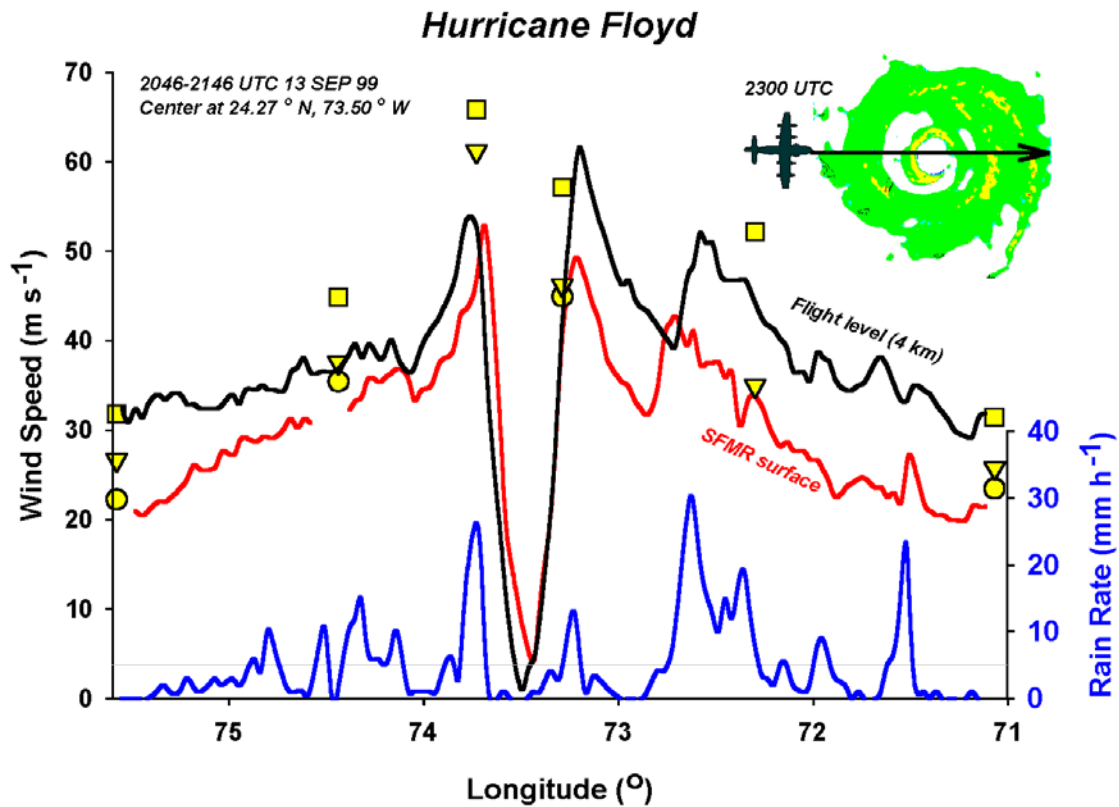 Hurricane Floyd
2046-2146 UTC 13 SEP 99
Center at 24.27 ° N, 73.50 ° W
2300 UTC
70
60
50
40
30
20
10
0
Wind Speed (m s⁻¹)
Flight level (4 km)
SFMR surface
40
30
20
10
0
Rain Rate (mm h⁻¹)
75
74
73
72
71
Longitude (⁰)